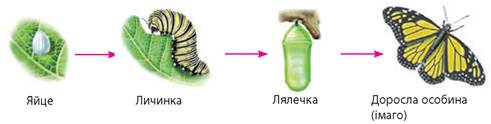 Яйце
Личинка
Лялечка
Доросла особина
(імаго)